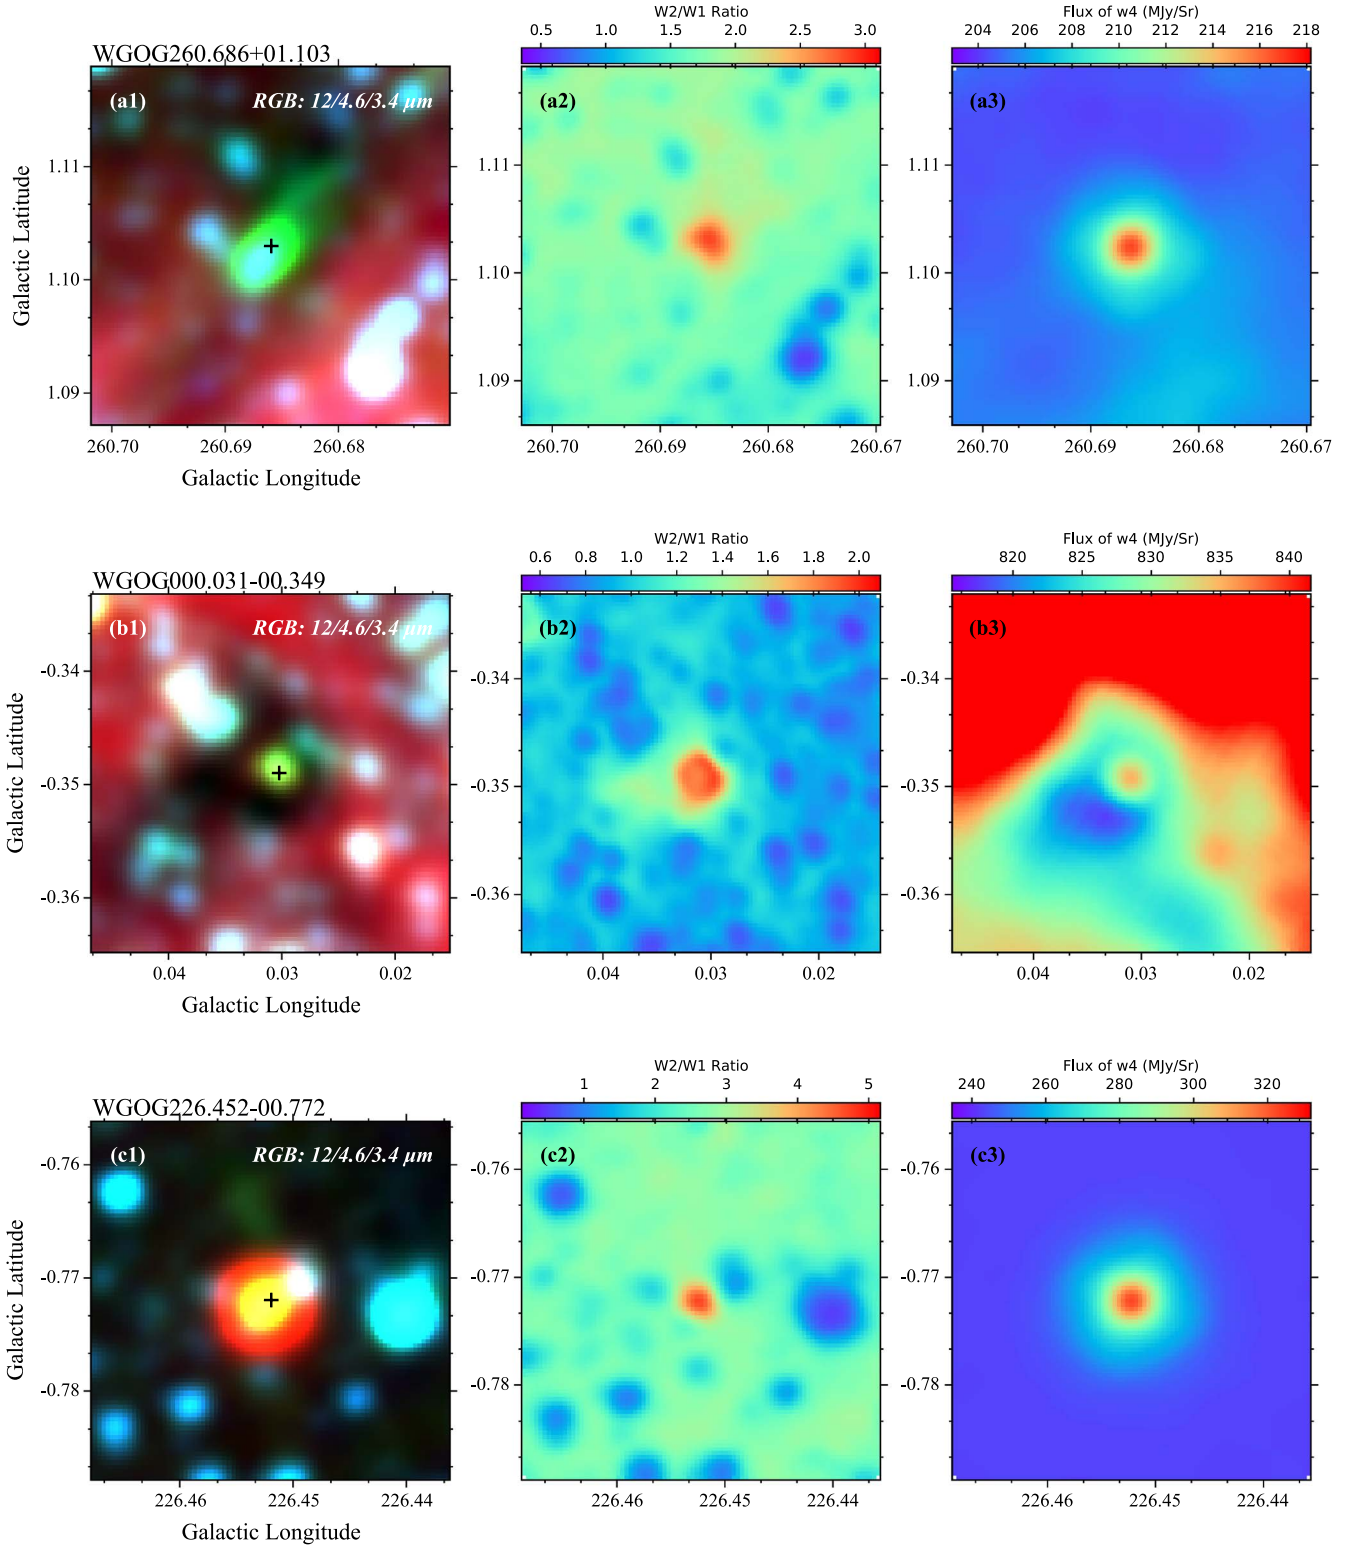 W2/W1 Ratio
Flux of w4 (MJy/Sr)
0.5 1.0 1.5 2.0 2.5 3.0
204 206 208 210 212 214 216 218
WGOG260.686+01.103
(a1) RGB: 12/4.6/3.4 μm
(a2)
(a3)
Galactic Latitude
1.11
1.10
1.09
1.11
1.10
1.09
1.11
1.10
1.09
260.70 260.69 260.68
260.70 260.69 260.68 260.67
260.70 260.69 260.68 260.67
Galactic Longitude
W2/W1 Ratio
Flux of w4 (MJy/Sr)
0.6 0.8 1.0 1.2 1.4 1.6 1.8 2.0
820 825 830 835 840
WGOG000.031-00.349
(b1) RGB: 12/4.6/3.4 μm
(b2)
(b3)
Galactic Latitude
-0.34
-0.35
-0.36
-0.34
-0.35
-0.36
-0.34
-0.35
-0.36
0.04 0.03 0.02
0.04 0.03 0.02
0.04 0.03 0.02
Galactic Longitude
W2/W1 Ratio
Flux of w4 (MJy/Sr)
1 2 3 4 5
240 260 280 300 320
WGOG226.452-00.772
(c1) RGB: 12/4.6/3.4 μm
(c2)
(c3)
Galactic Latitude
-0.76
-0.77
-0.78
-0.76
-0.77
-0.78
-0.76
-0.77
-0.78
226.46 226.45 226.44
226.46 226.45 226.44
226.46 226.45 226.44
Galactic Longitude